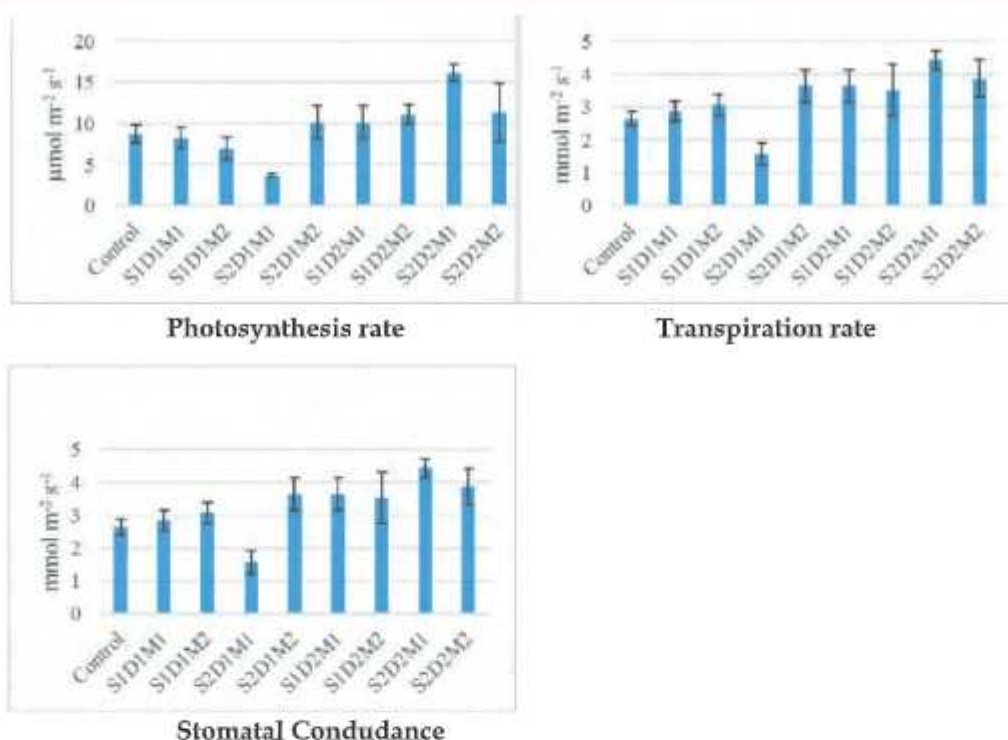 20
15
10
5
0
μmol m⁻² g⁻¹
Control
S1D1M1
S1D1M2
S2D1M1
S2D1M2
S1D2M1
S1D2M2
S2D2M1
S2D2M2
Photosynthesis rate
5
4
3
2
1
0
mmol m⁻² g⁻¹
Control
S1D1M1
S1D1M2
S2D1M1
S2D1M2
S1D2M1
S1D2M2
S2D2M1
S2D2M2
Transpiration rate
5
4
3
2
1
0
mmol m⁻² g⁻¹
Control
S1D1M1
S1D1M2
S2D1M1
S2D1M2
S1D2M1
S1D2M2
S2D2M1
S2D2M2
Stomatal Condudance